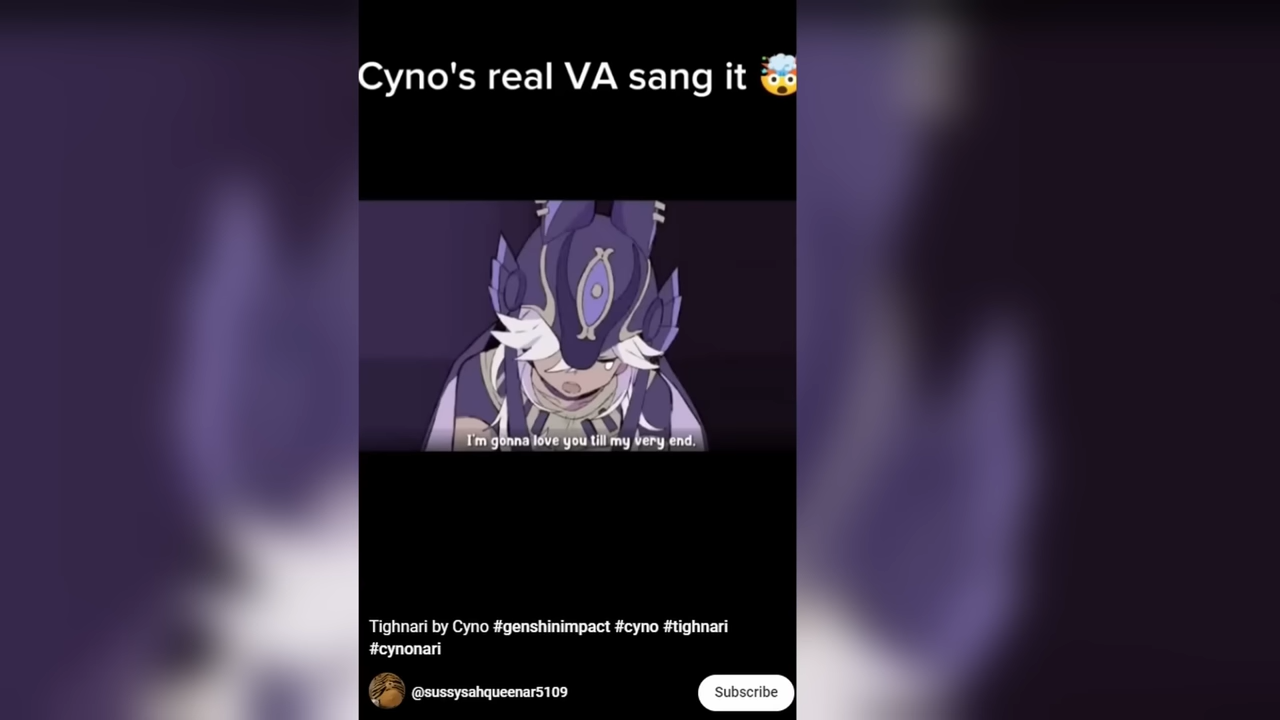 Cyno's real VA sang it 🤯
I'm gonna love you till my very end,
Tighnari by Cyno #genshinimpact #cyno #tighnari
#cynonari
@sussysahqueenar5109
Subscribe